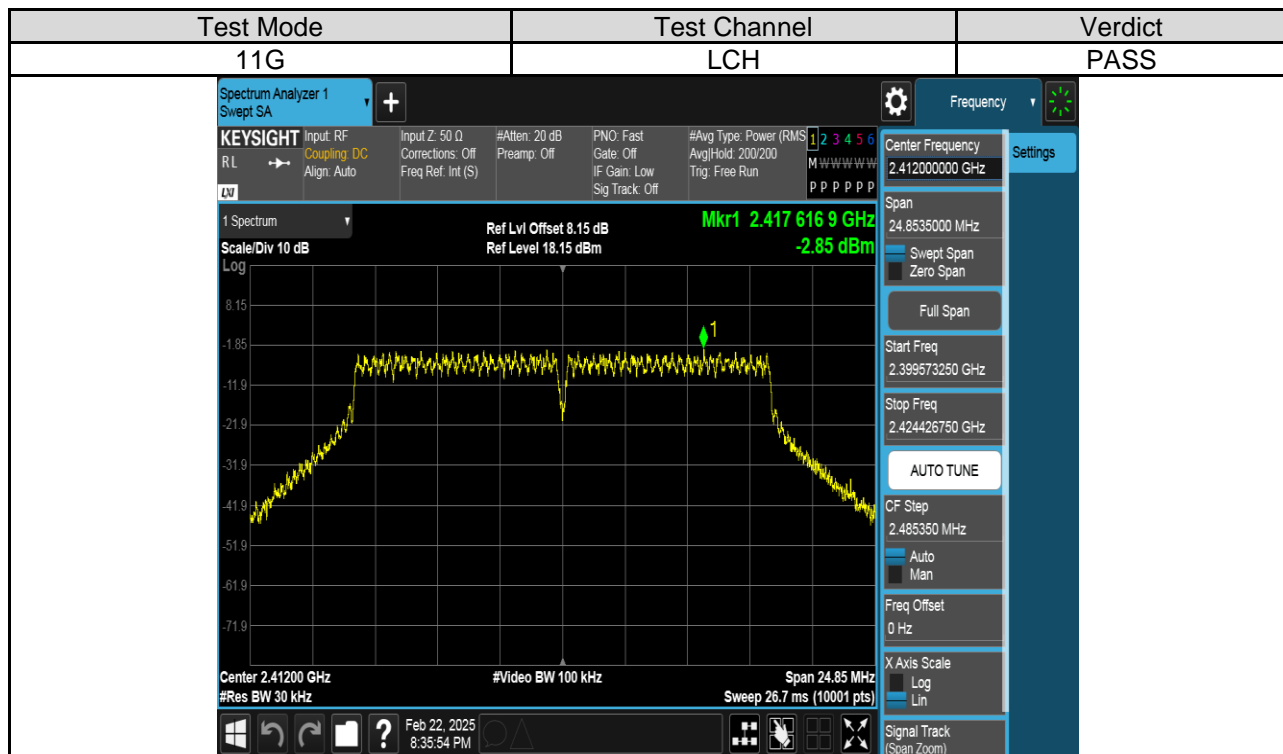 Test Mode Test Channel Verdict
11G LCH PASS
Spectrum Analyzer 1
Swept SA
+
Frequency
KEYSIGHT
R L
LXI
Input: RF
Coupling: DC
Align: Auto
Input Z: 50 Ω
Corrections: Off
Freq Ref: Int (S)
#Atten: 20 dB
Preamp: Off
PNO: Fast
Gate: Off
IF Gain: Low
Sig Track: Off
#Avg Type: Power (RMS
Avg|Hold: 200/200
Trig: Free Run
1 2 3 4 5 6
M W W W W W
P P P P P P
1 Spectrum
Scale/Div 10 dB
Log
Ref Lvl Offset 8.15 dB
Ref Level 18.15 dBm
Mkr1 2.417 616 9 GHz
-2.85 dBm
8.15
-1.85
-11.9
-21.9
-31.9
-41.9
-51.9
-61.9
-71.9
1
Center 2.41200 GHz
#Res BW 30 kHz
#Video BW 100 kHz
Span 24.85 MHz
Sweep 26.7 ms (10001 pts)
Center Frequency
2.412000000 GHz
Settings
Span
24.8535000 MHz
Swept Span
Zero Span
Full Span
Start Freq
2.399573250 GHz
Stop Freq
2.424426750 GHz
AUTO TUNE
CF Step
2.485350 MHz
Auto
Man
Freq Offset
0 Hz
X Axis Scale
Log
Lin
Signal Track
(Span Zoom)
?
Feb 22, 2025
8:35:54 PM